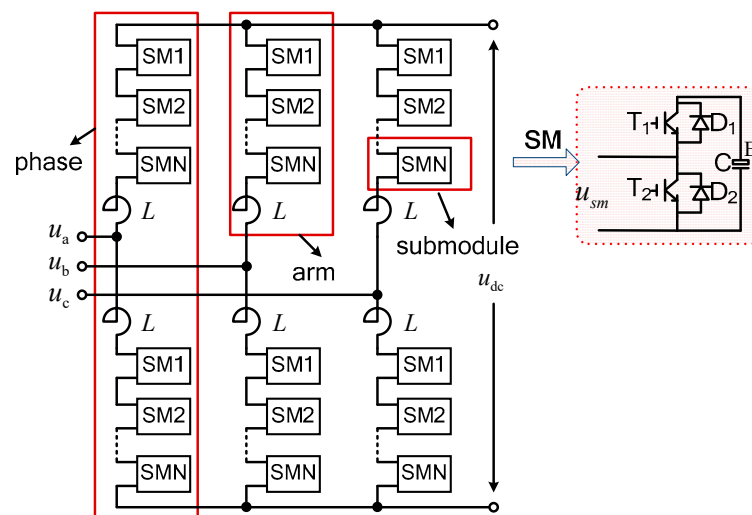 SM1 SM1 SM1
SM2 SM2 SM2
SMN SMN SMN
phase
L L L
submodule
arm
u_a
u_b
u_c
u_dc
L L L
SM1 SM1 SM1
SM2 SM2 SM2
SMN SMN SMN
SM
T1 D1
E
C
u_sm
T2 D2